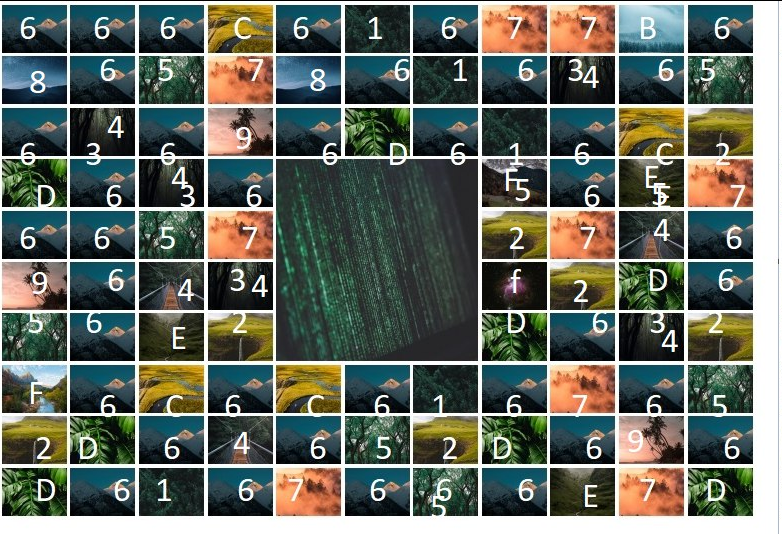 6 6 6 C 6 1 6 7 7 B 6
8 6 5 7 8 6 1 6 3 4 6 5
6 3 4 6 9 6 D 6 1 6 C 2
D 6 4 3 6 F 5 6 E 5 7
6 6 5 7 2 7 4 6
9 6 4 3 4 f 2 D 6
5 6 E 2 D 6 3 4 2
F 6 C 6 C 6 1 6 7 6 5
2 D 6 4 6 5 2 D 6 9 6
D 6 1 6 7 6 6 5 6 E 7 D